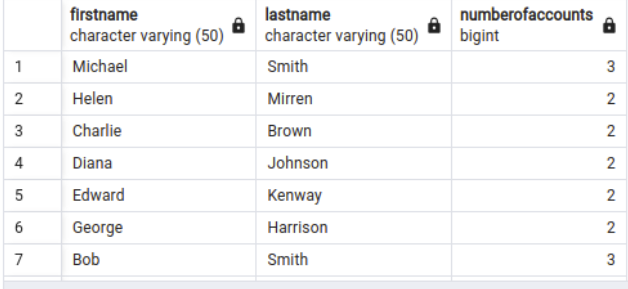 firstname lastname numberofaccounts
character varying (50) character varying (50) bigint
1 Michael Smith 3
2 Helen Mirren 2
3 Charlie Brown 2
4 Diana Johnson 2
5 Edward Kenway 2
6 George Harrison 2
7 Bob Smith 3